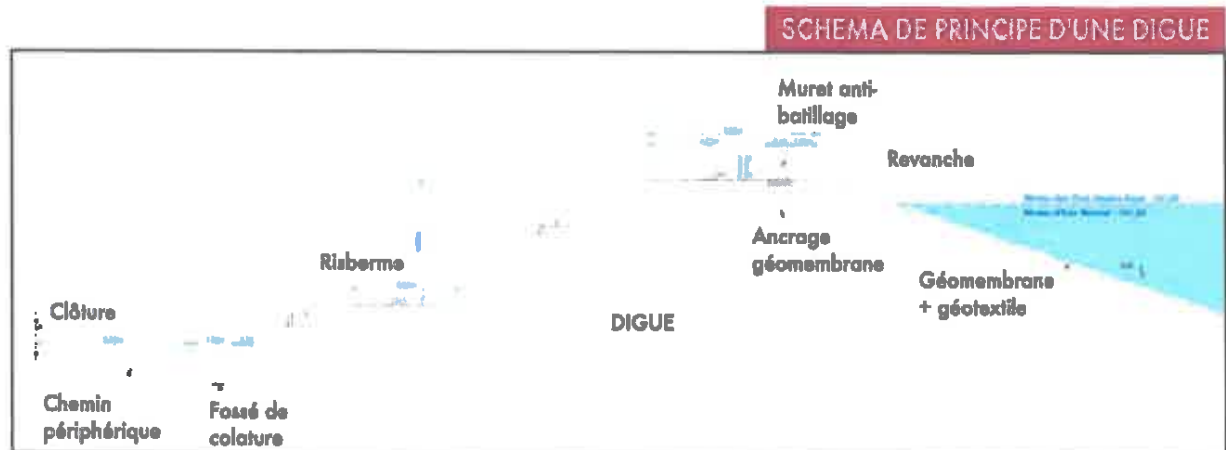 SCHEMA DE PRINCIPE D'UNE DIGUE
Muret anti-
batillage
Revanche
Ancrage
géomembrane
Risberme
Géomembrane
+ géotextile
Clôture
DIGUE
Chemin
périphérique
Fossé de
colature